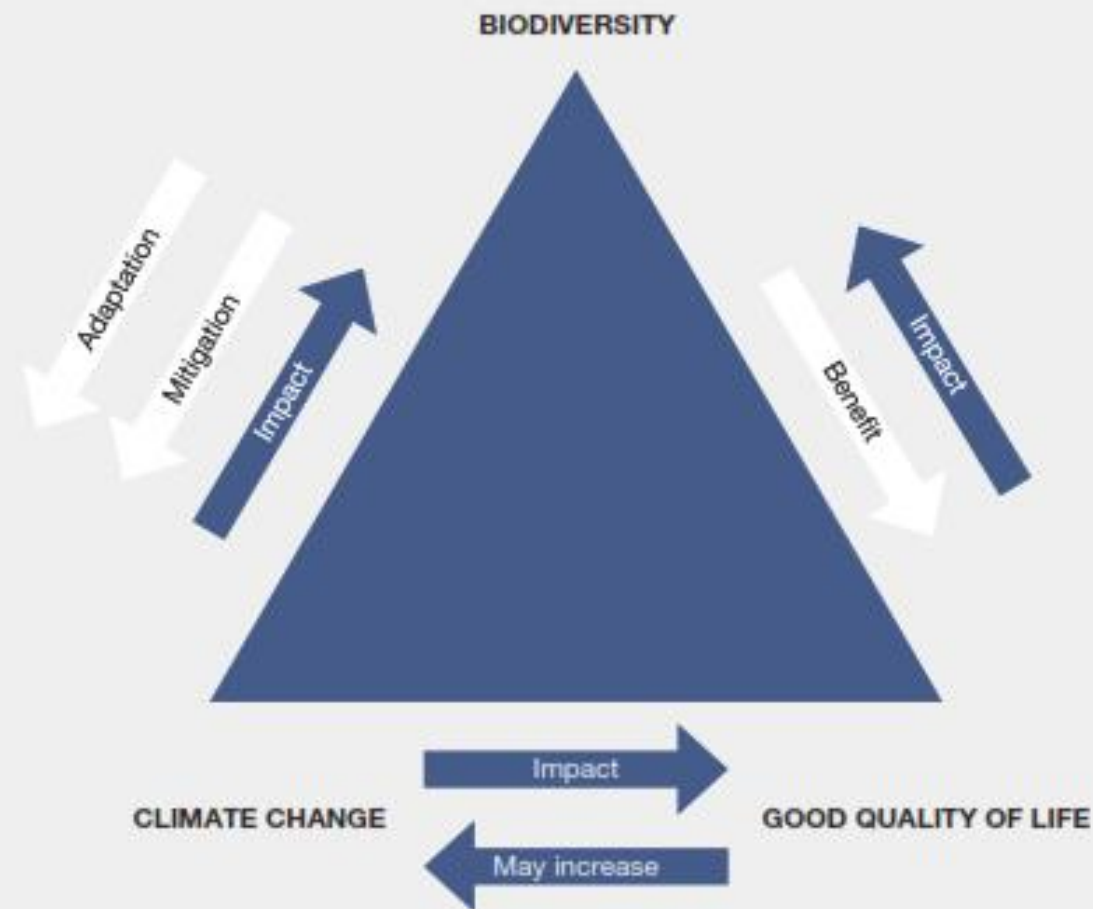 BIODIVERSITY
Adaptation
Mitigation
Impact
Benefit
Impact
Impact
CLIMATE CHANGE
GOOD QUALITY OF LIFE
May increase